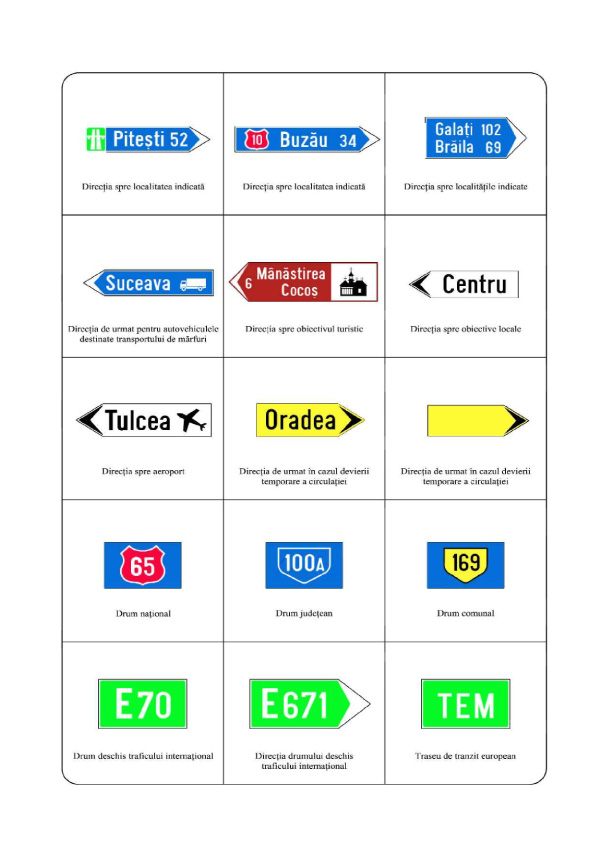 Pitești 52
10 Buzău 34
Galați 102
Brăila 69
Direcția spre localitatea indicată
Direcția spre localitatea indicată
Direcția spre localitățile indicate
Suceava
6 Mânăstirea
Cocoș
Centru
Direcția de urmat pentru autovehiculele
destinate transportului de mărfuri
Direcția spre obiectivul turistic
Direcția spre obiective locale
Tulcea
Oradea
Direcția spre aeroport
Direcția de urmat în cazul devierii
temporare a circulației
Direcția de urmat în cazul devierii
temporare a circulației
65
100A
169
Drum național
Drum județean
Drum comunal
E70
E671
TEM
Drum deschis traficului internațional
Direcția drumului deschis
traficului internațional
Traseu de tranzit european